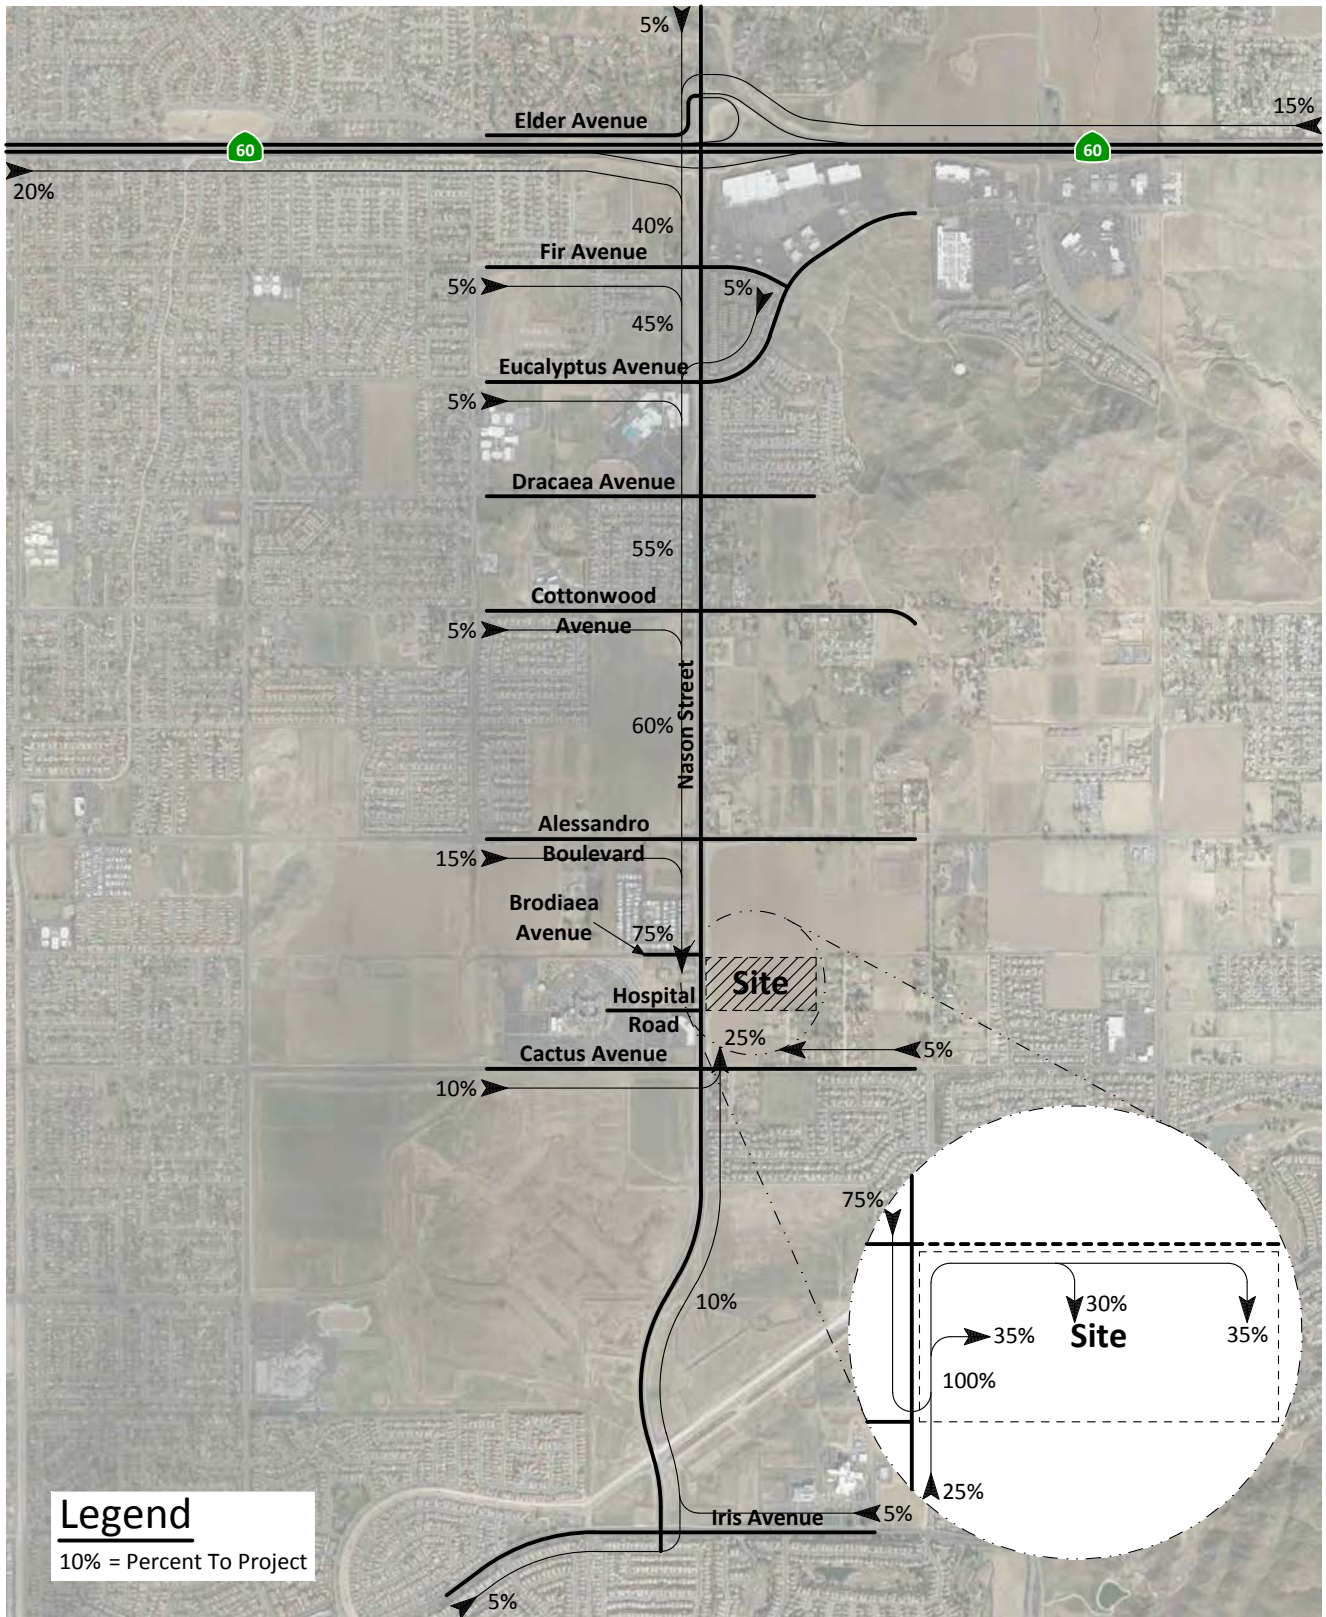 5%
15%
Elder Avenue
60
60
20%
40%
Fir Avenue
5%
5%
45%
Eucalyptus Avenue
5%
Dracaea Avenue
55%
Cottonwood
Avenue
5%
Nason Street
60%
Alessandro
Boulevard
15%
Brodiaea
Avenue
75%
Site
Hospital
Road
25%
Cactus Avenue
5%
10%
75%
10%
30%
35%
Site
35%
100%
25%
Iris Avenue
5%
5%
Legend
10% = Percent To Project